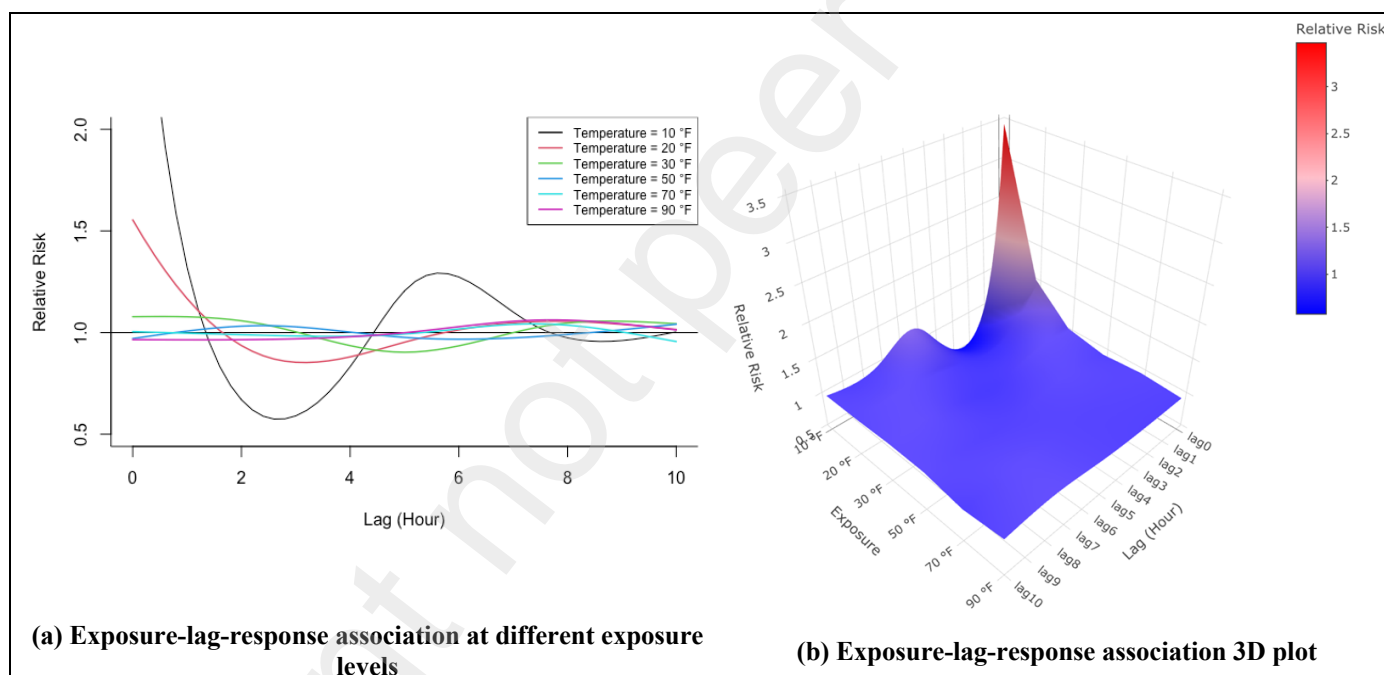 2.0
1.5
1.0
0.5
Relative Risk
0
2
4
6
8
10
Lag (Hour)
Temperature = 10 °F
Temperature = 20 °F
Temperature = 30 °F
Temperature = 50 °F
Temperature = 70 °F
Temperature = 90 °F
(a) Exposure-lag-response association at different exposure
levels
Relative Risk
3
2.5
2
1.5
1
3.5
3
2.5
2
1.5
1
0.5
Relative Risk
10 °F
20 °F
30 °F
50 °F
70 °F
90 °F
Exposure
lag0
lag1
lag2
lag3
lag4
lag5
lag6
lag7
lag8
lag9
lag10
Lag (Hour)
(b) Exposure-lag-response association 3D plot
nt not peer